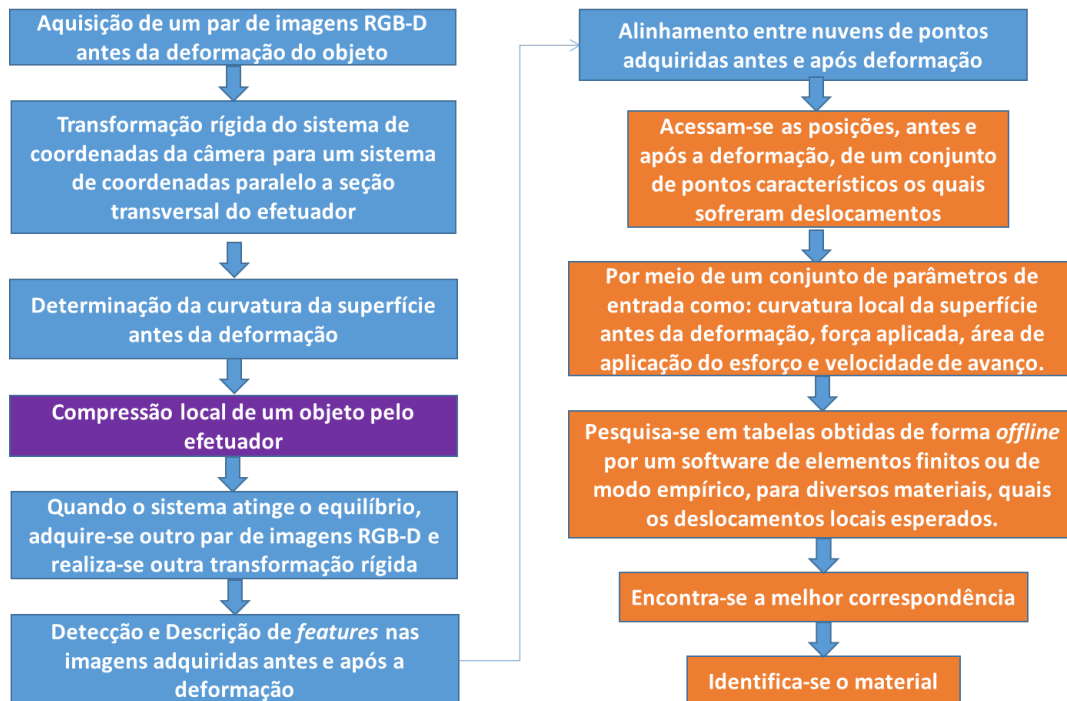 Aquisição de um par de imagens RGB-D
antes da deformação do objeto
Transformação rígida do sistema de
coordenadas da câmera para um sistema
de coordenadas paralelo a seção
transversal do efetuador
Determinação da curvatura da superfície
antes da deformação
Compressão local de um objeto pelo
efetuador
Quando o sistema atinge o equilíbrio,
adquire-se outro par de imagens RGB-D e
realiza-se outra transformação rígida
Detecção e Descrição de features nas
imagens adquiridas antes e após a
deformação
Alinhamento entre nuvens de pontos
adquiridas antes e após deformação
Acessam-se as posições, antes e
após a deformação, de um conjunto
de pontos característicos os quais
sofreram deslocamentos
Por meio de um conjunto de parâmetros de
entrada como: curvatura local da superfície
antes da deformação, força aplicada, área de
aplicação do esforço e velocidade de avanço.
Pesquisa-se em tabelas obtidas de forma offline
por um software de elementos finitos ou de
modo empírico, para diversos materiais, quais
os deslocamentos locais esperados.
Encontra-se a melhor correspondência
Identifica-se o material